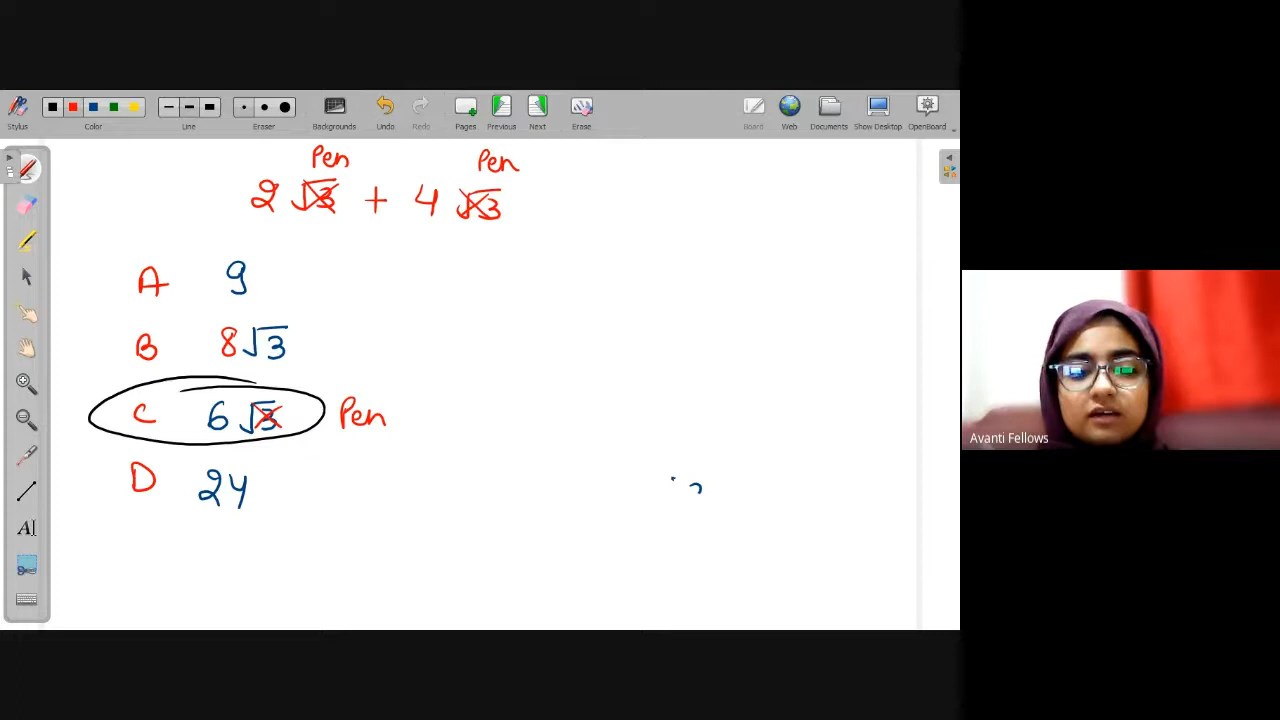 Stylus
Color
Line
Eraser
Backgrounds
Undo
Redo
Pages
Previous
Next
Erase
Board
Web
Documents
Show Desktop
OpenBoard
Pen Pen
2 √3 + 4 √3
A 9
B 8√3
C 6√3 Pen
D 24
Avanti Fellows